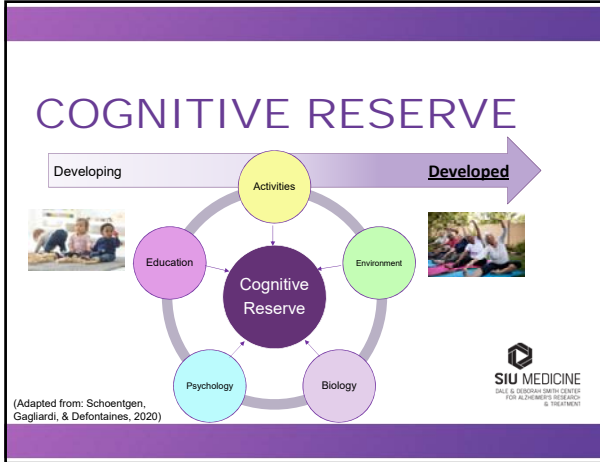 COGNITIVE RESERVE
Developing
Developed
Activities
Education
Environment
Cognitive
Reserve
Psychology
Biology
(Adapted from: Schoentgen,
Gagliardi, & Defontaines, 2020)
SIU MEDICINE
DALE & DEBORAH SMITH CENTER
FOR ALZHEIMER'S RESEARCH
& TREATMENT